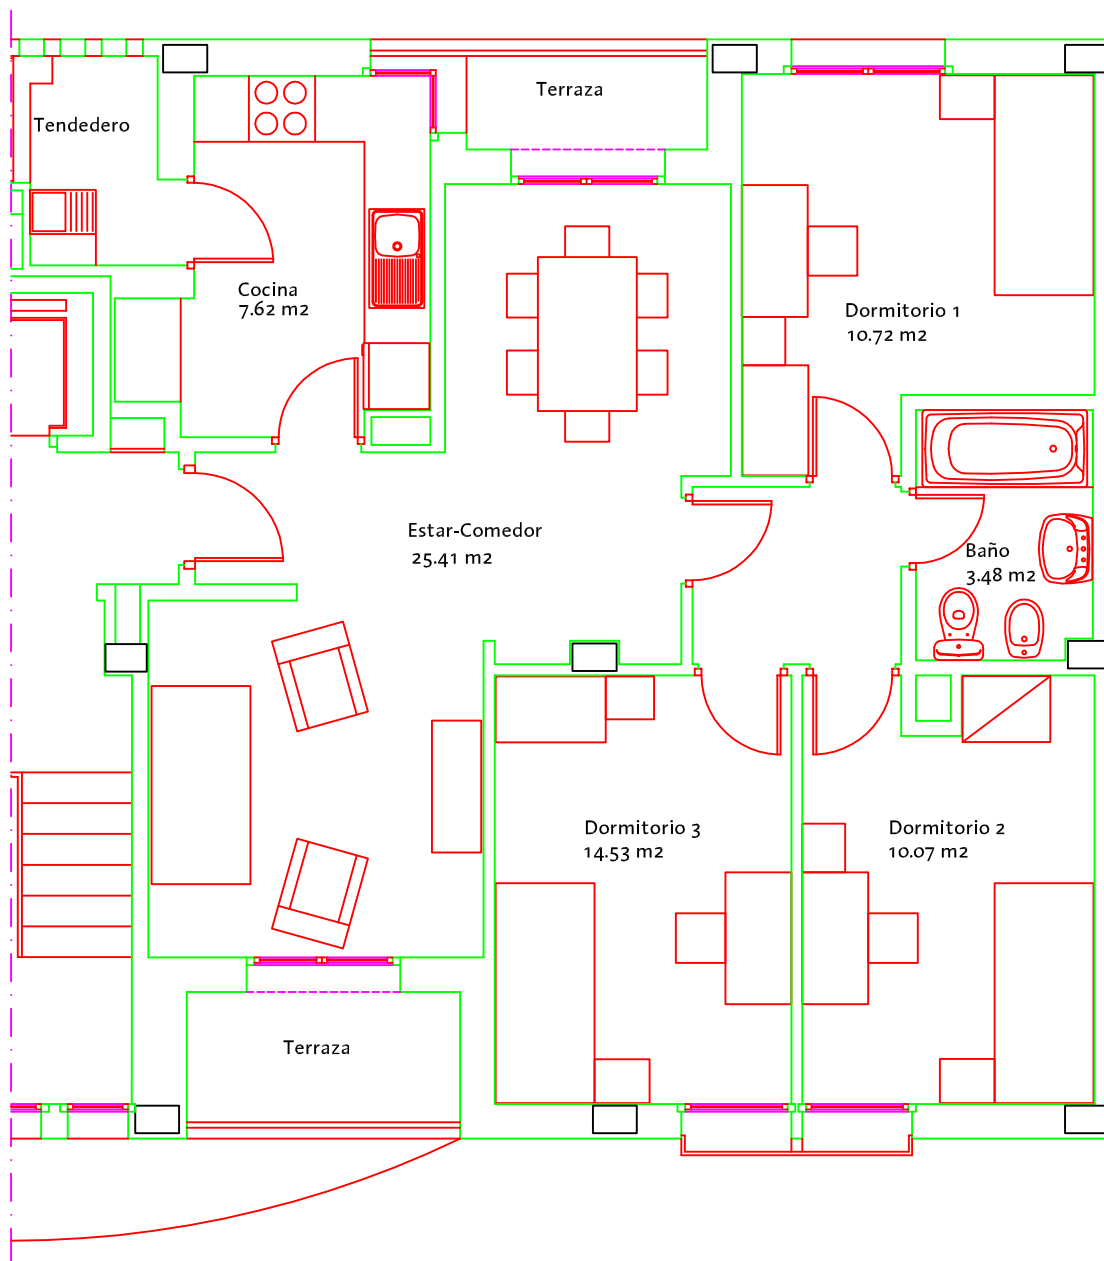 Terraza
Tendedero
Cocina
7.62 m2
Dormitorio 1
10.72 m2
Estar-Comedor
25.41 m2
Baño
3.48 m2
Dormitorio 3
14.53 m2
Dormitorio 2
10.07 m2
Terraza